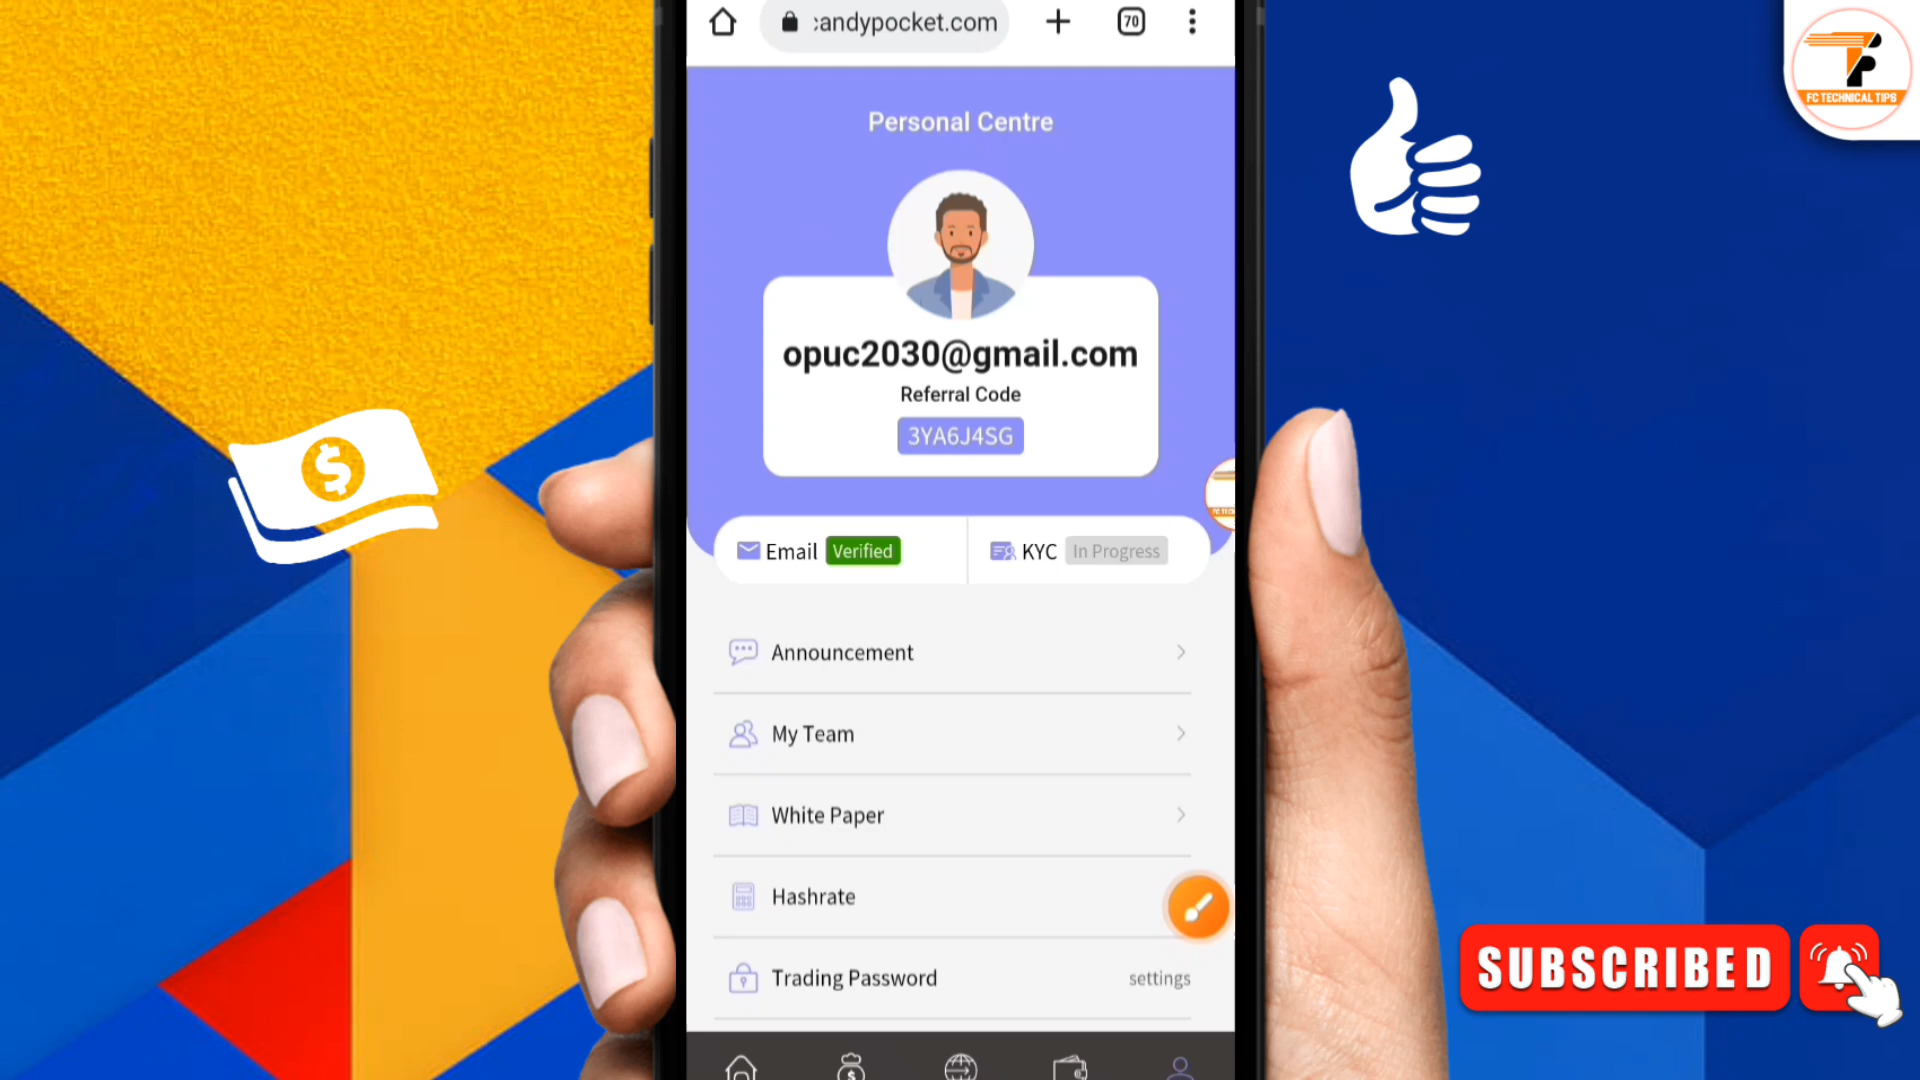 candypocket.com
70
FC TECHNICAL TIPS
Personal Centre
opuc2030@gmail.com
Referral Code
3YA6J4SG
Email Verified
KYC In Progress
Announcement
My Team
White Paper
Hashrate
Trading Password settings
SUBSCRIBED